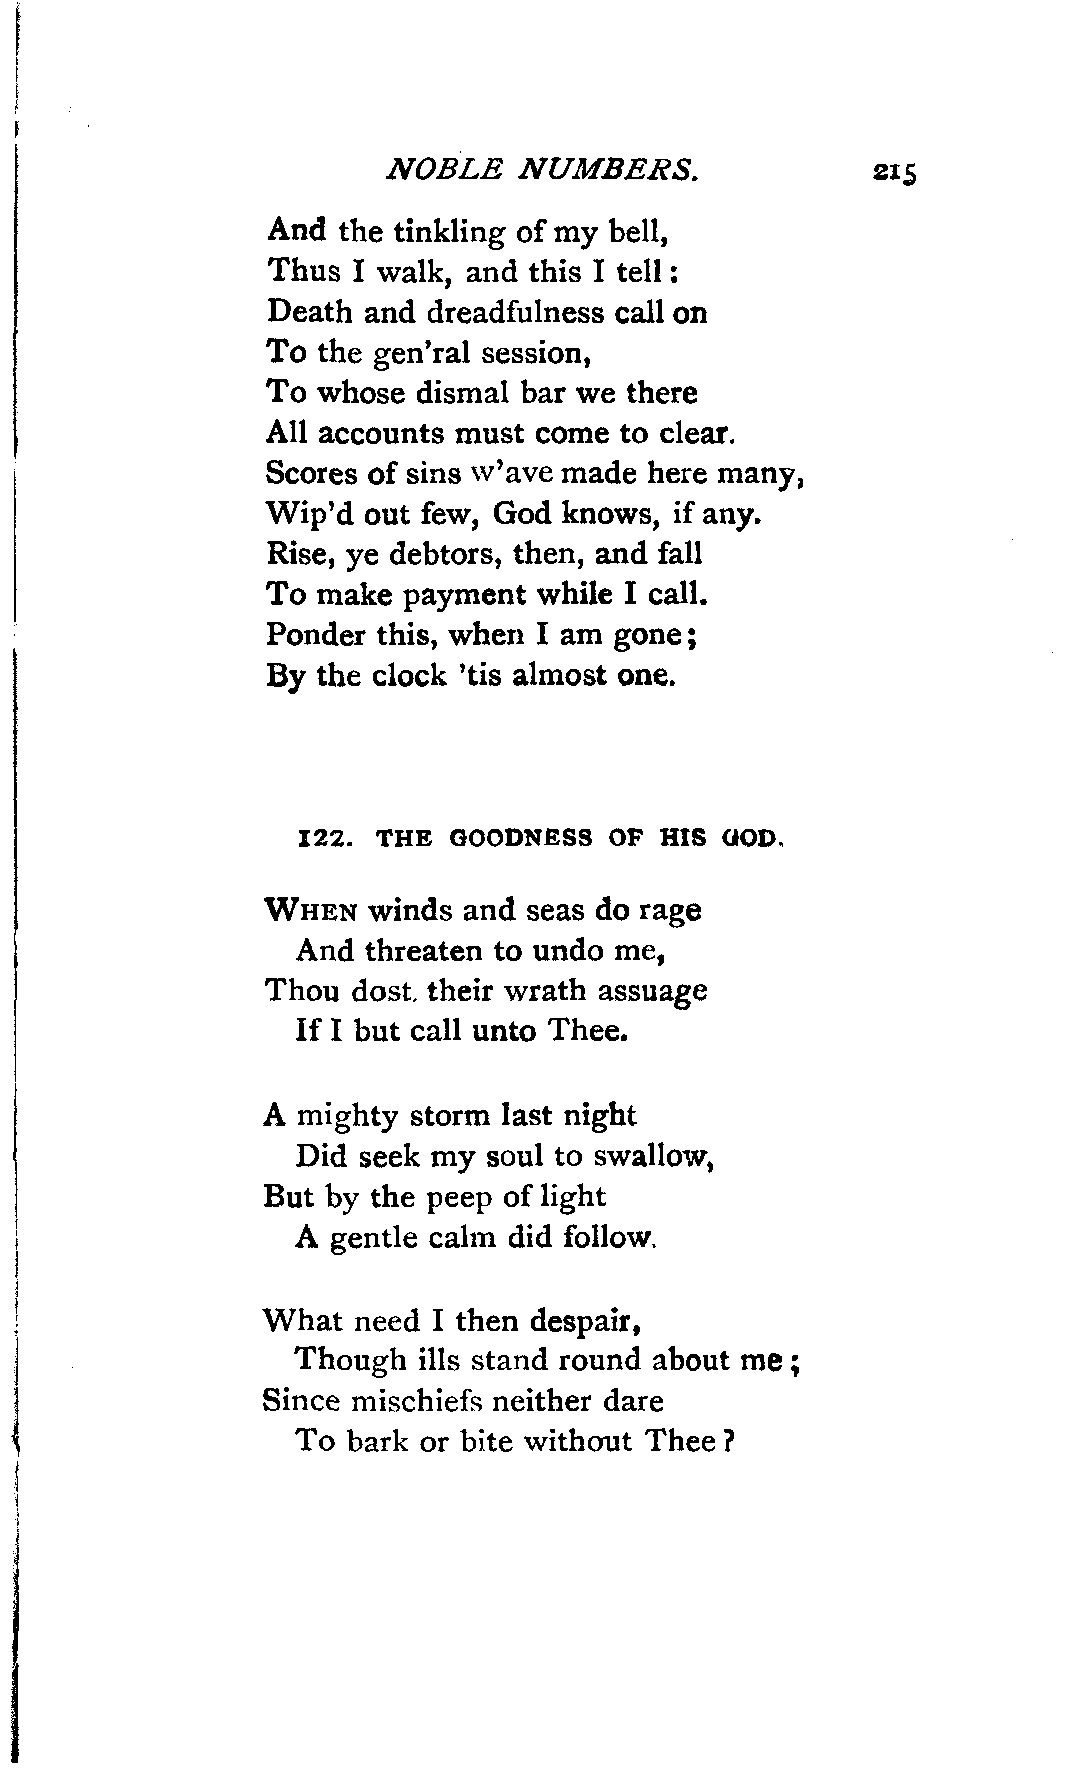 NOBLE NUMBERS. 215
And the tinkling of my bell,
Thus I walk, and this I tell:
Death and dreadfulness call on
To the gen'ral session,
To whose dismal bar we there
All accounts must come to clear.
Scores of sins w'ave made here many,
Wip'd out few, God knows, if any.
Rise, ye debtors, then, and fall
To make payment while I call.
Ponder this, when I am gone;
By the clock 'tis almost one.
122. THE GOODNESS OF HIS GOD.
WHEN winds and seas do rage
And threaten to undo me,
Thou dost their wrath assuage
If I but call unto Thee.
A mighty storm last night
Did seek my soul to swallow,
But by the peep of light
A gentle calm did follow.
What need I then despair,
Though ills stand round about me;
Since mischiefs neither dare
To bark or bite without Thee?